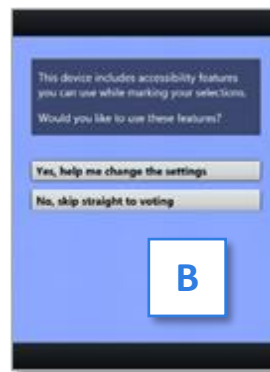 This device includes accessibility features
you can use while marking your selections.
Would you like to use these features?
Yes, help me change the settings
No, skip straight to voting
B